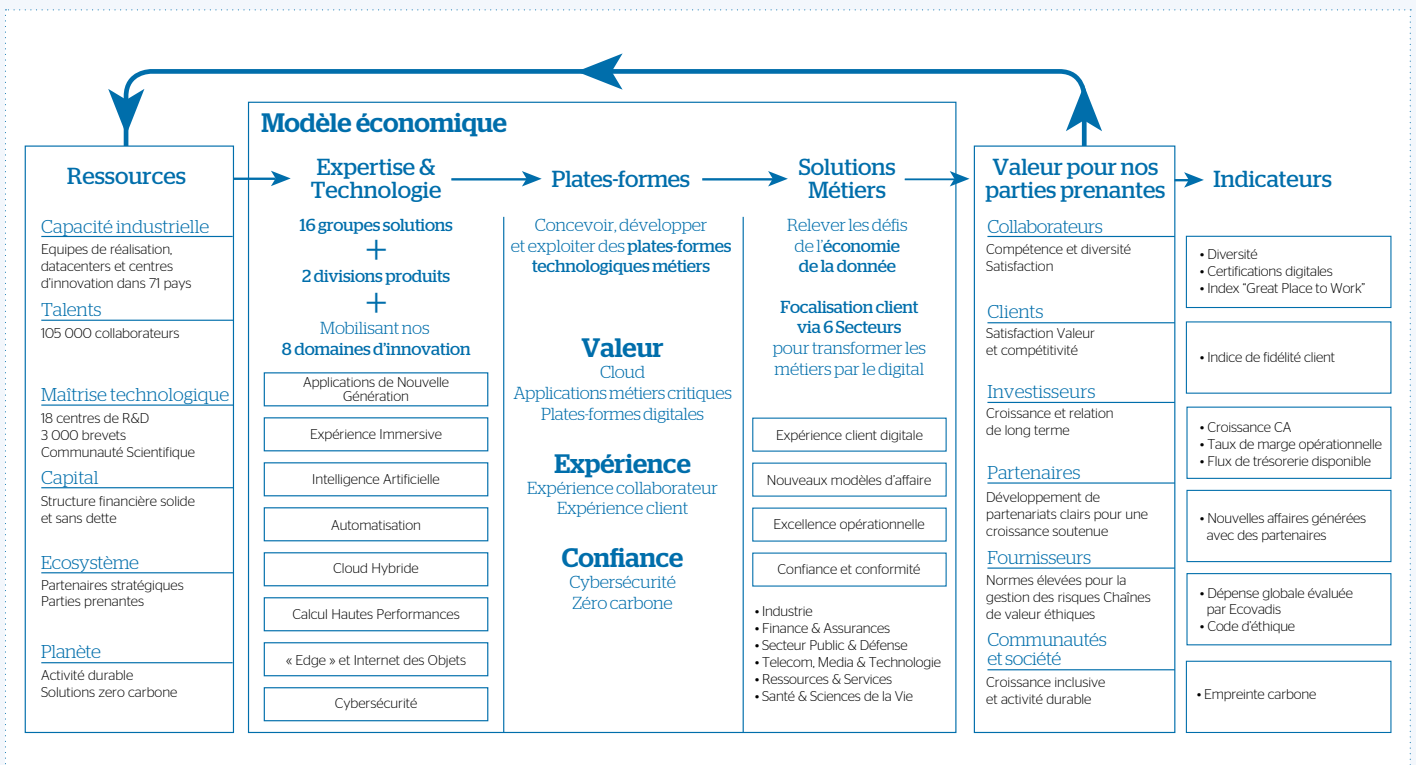 Modèle économique
Ressources
Capacité industrielle
Equipes de réalisation,
datacenters et centres
d'innovation dans 71 pays
Talents
105 000 collaborateurs
Maîtrise technologique
18 centres de R&D
3 000 brevets
Communauté Scientifique
Capital
Structure financière solide
et sans dette
Ecosystème
Partenaires stratégiques
Parties prenantes
Planète
Activité durable
Solutions zero carbone
Expertise &
Technologie
16 groupes solutions
+
2 divisions produits
+
Mobilisant nos
8 domaines d'innovation
Applications de Nouvelle
Génération
Expérience Immersive
Intelligence Artificielle
Automatisation
Cloud Hybride
Calcul Hautes Performances
« Edge » et Internet des Objets
Cybersécurité
Plates-formes
Concevoir, développer
et exploiter des plates-formes
technologiques métiers
Valeur
Cloud
Applications métiers critiques
Plates-formes digitales
Expérience
Expérience collaborateur
Expérience client
Confiance
Cybersécurité
Zéro carbone
Solutions
Métiers
Relever les défis
de l'économie
de la donnée
Focalisation client
via 6 Secteurs
pour transformer les
métiers par le digital
Expérience client digitale
Nouveaux modèles d'affaire
Excellence opérationnelle
Confiance et conformité
• Industrie
• Finance & Assurances
• Secteur Public & Défense
• Telecom, Media & Technologie
• Ressources & Services
• Santé & Sciences de la Vie
Valeur pour nos
parties prenantes
Collaborateurs
Compétence et diversité
Satisfaction
Clients
Satisfaction Valeur
et compétitivité
Investisseurs
Croissance et relation
de long terme
Partenaires
Développement de
partenariats clairs pour une
croissance soutenue
Fournisseurs
Normes élevées pour la
gestion des risques Chaînes
de valeur éthiques
Communautés
et société
Croissance inclusive
et activité durable
Indicateurs
• Diversité
• Certifications digitales
• Index "Great Place to Work"
• Indice de fidélité client
• Croissance CA
• Taux de marge opérationnelle
• Flux de trésorerie disponible
• Nouvelles affaires générées
avec des partenaires
• Dépense globale évaluée
par Ecovadis
• Code d'éthique
• Empreinte carbone